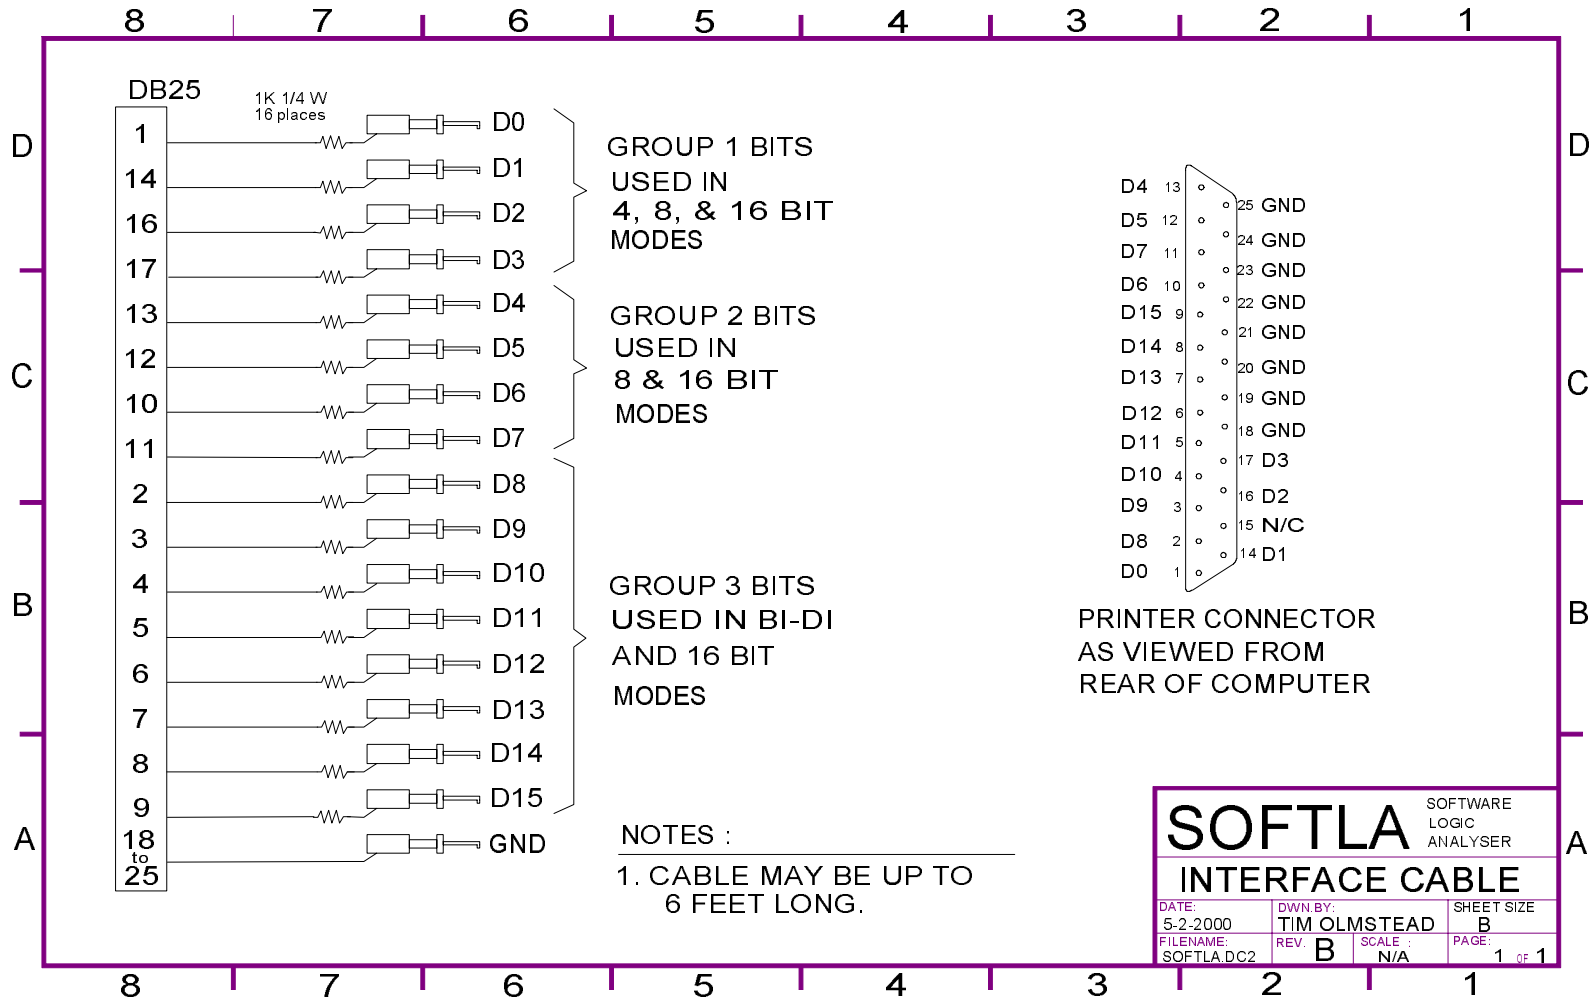 8 7 6 5 4 3 2 1
D
C
B
A
DB25
1K 1/4 W
16 places
1 D0
14 D1
16 D2
17 D3
13 D4
12 D5
10 D6
11 D7
2 D8
3 D9
4 D10
5 D11
6 D12
7 D13
8 D14
9 D15
18
to
25
GND
GROUP 1 BITS
USED IN
4, 8, & 16 BIT
MODES
GROUP 2 BITS
USED IN
8 & 16 BIT
MODES
GROUP 3 BITS
USED IN BI-DI
AND 16 BIT
MODES
NOTES :
1. CABLE MAY BE UP TO
6 FEET LONG.
D4 13
D5 12
D7 11
D6 10
D15 9
D14 8
D13 7
D12 6
D11 5
D10 4
D9 3
D8 2
D0 1
25 GND
24 GND
23 GND
22 GND
21 GND
20 GND
19 GND
18 GND
17 D3
16 D2
15 N/C
14 D1
PRINTER CONNECTOR
AS VIEWED FROM
REAR OF COMPUTER
D
C
B
A
SOFTLA
SOFTWARE
LOGIC
ANALYSER
INTERFACE CABLE
DATE:
5-2-2000
DWN.BY:
TIM OLMSTEAD
SHEET SIZE
B
FILENAME:
SOFTLA.DC2
REV. B
SCALE :
N/A
PAGE:
1 OF 1
8 7 6 5 4 3 2 1